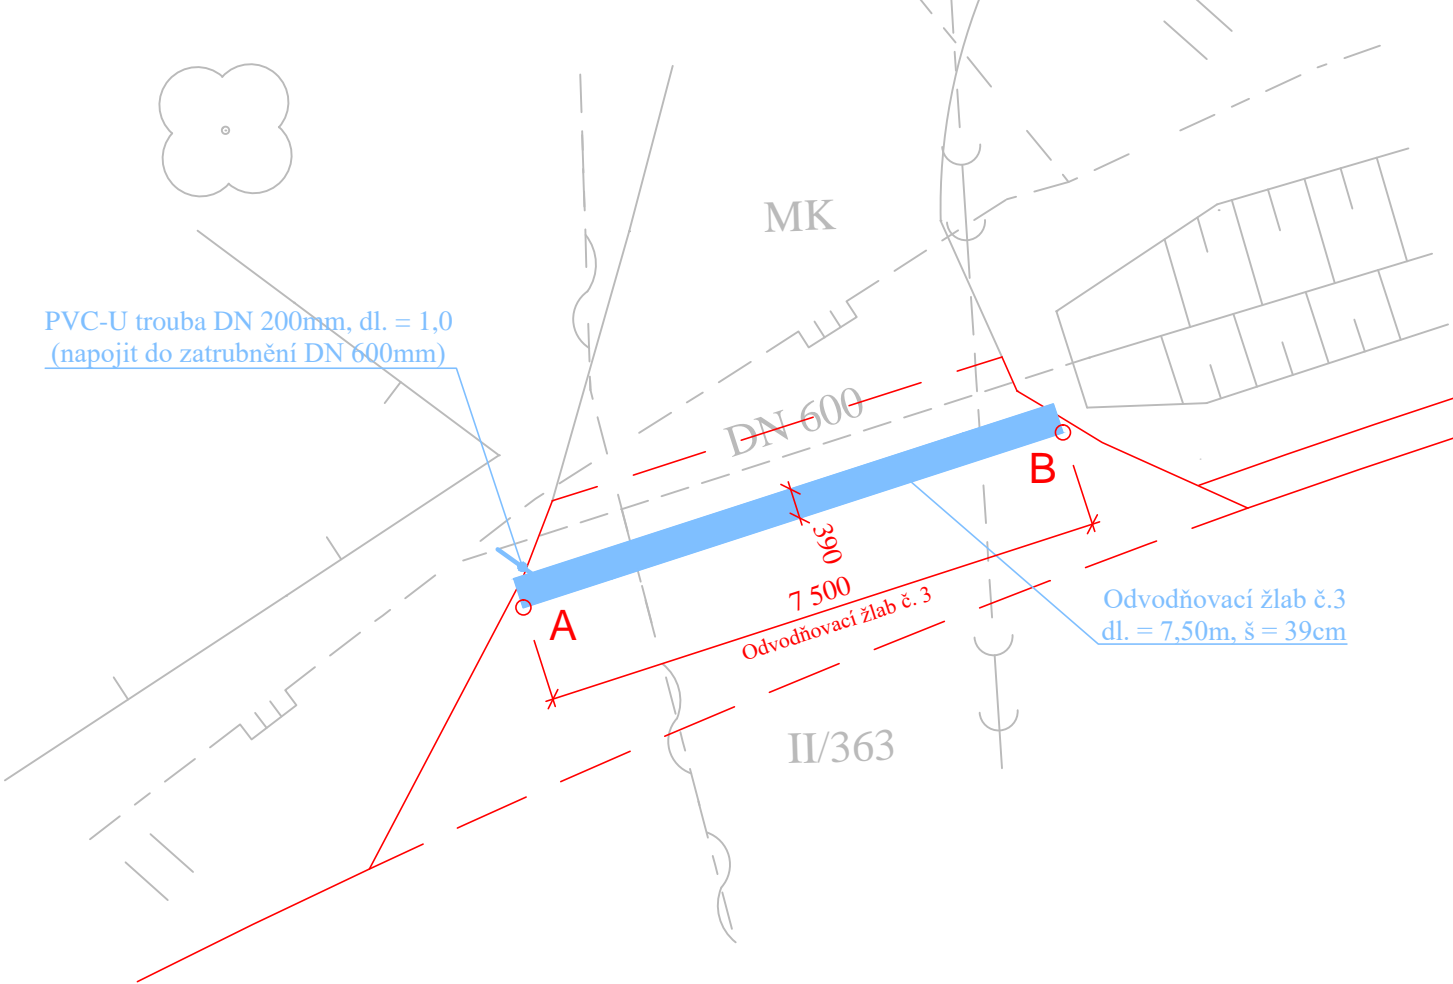 MK
PVC-U trouba DN 200mm, dl. = 1,0
(napojit do zatrubnění DN 600mm)
DN 600
B
390
A
7 500
Odvodňovací žlab č. 3
Odvodňovací žlab č.3
dl. = 7,50m, š = 39cm
II/363